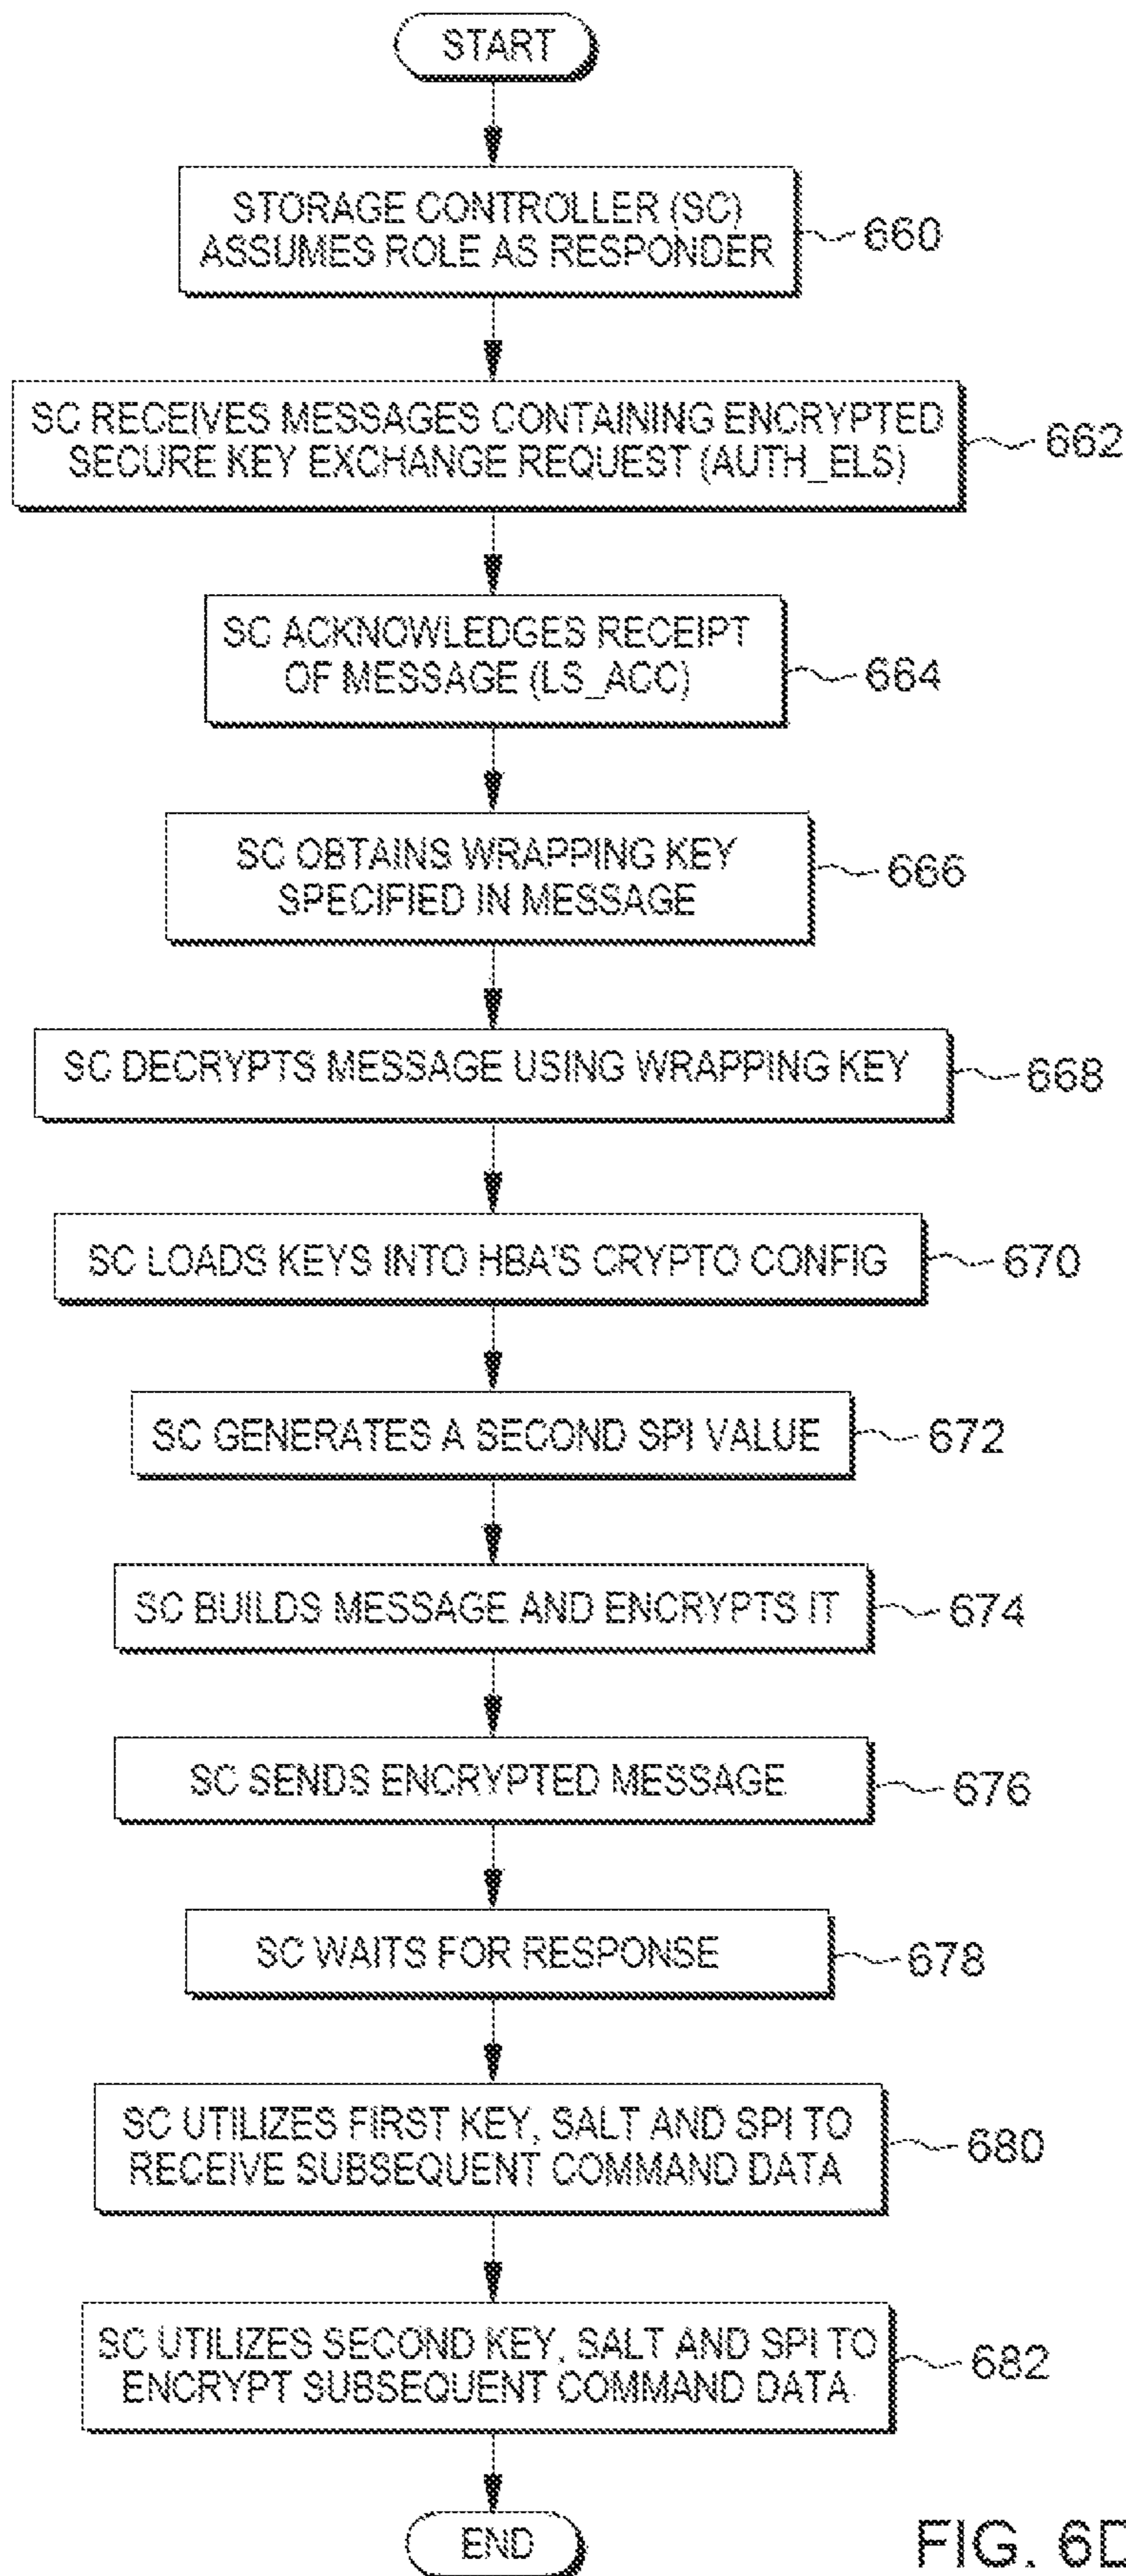 START
STORAGE CONTROLLER (SC)
ASSUMES ROLE AS RESPONDER
660
SC RECEIVES MESSAGES CONTAINING ENCRYPTED
SECURE KEY EXCHANGE REQUEST (AUTH_ELS)
662
SC ACKNOWLEDGES RECEIPT
OF MESSAGE (LS_ACC)
664
SC OBTAINS WRAPPING KEY
SPECIFIED IN MESSAGE
666
SC DECRYPTS MESSAGE USING WRAPPING KEY
668
SC LOADS KEYS INTO HBA'S CRYPTO CONFIG
670
SC GENERATES A SECOND SPI VALUE
672
SC BUILDS MESSAGE AND ENCRYPTS IT
674
SC SENDS ENCRYPTED MESSAGE
676
SC WAITS FOR RESPONSE
678
SC UTILIZES FIRST KEY, SALT AND SPI TO
RECEIVE SUBSEQUENT COMMAND DATA
680
SC UTILIZES SECOND KEY, SALT AND SPI TO
ENCRYPT SUBSEQUENT COMMAND DATA.
682
END
FIG. 6D